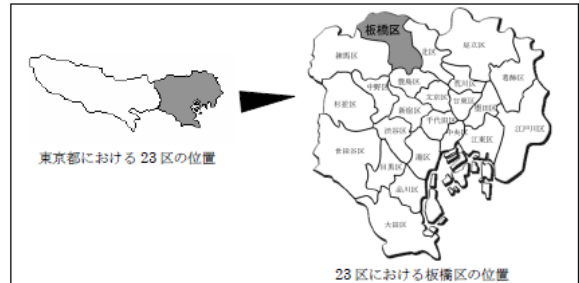 東京都における 23 区の位置
板橋区
北区
足立区
練馬区
葛飾区
豊島区
荒川区
中野区
文京区
台東区
墨田区
杉並区
新宿区
千代田区
江戸川区
渋谷区
中央区
江東区
世田谷区
港区
目黒区
品川区
大田区
23 区における板橋区の位置